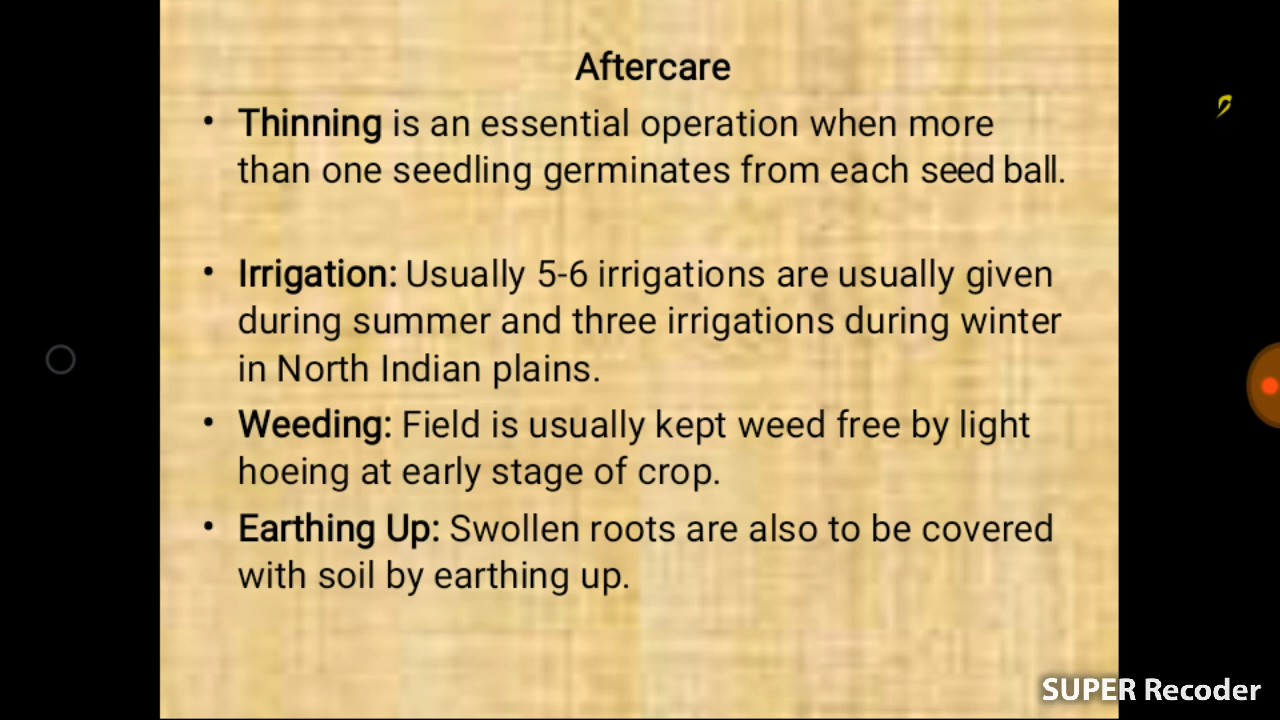 Aftercare
• Thinning is an essential operation when more
than one seedling germinates from each seed ball.
• Irrigation: Usually 5-6 irrigations are usually given
during summer and three irrigations during winter
in North Indian plains.
• Weeding: Field is usually kept weed free by light
hoeing at early stage of crop.
• Earthing Up: Swollen roots are also to be covered
with soil by earthing up.
SUPER Recoder